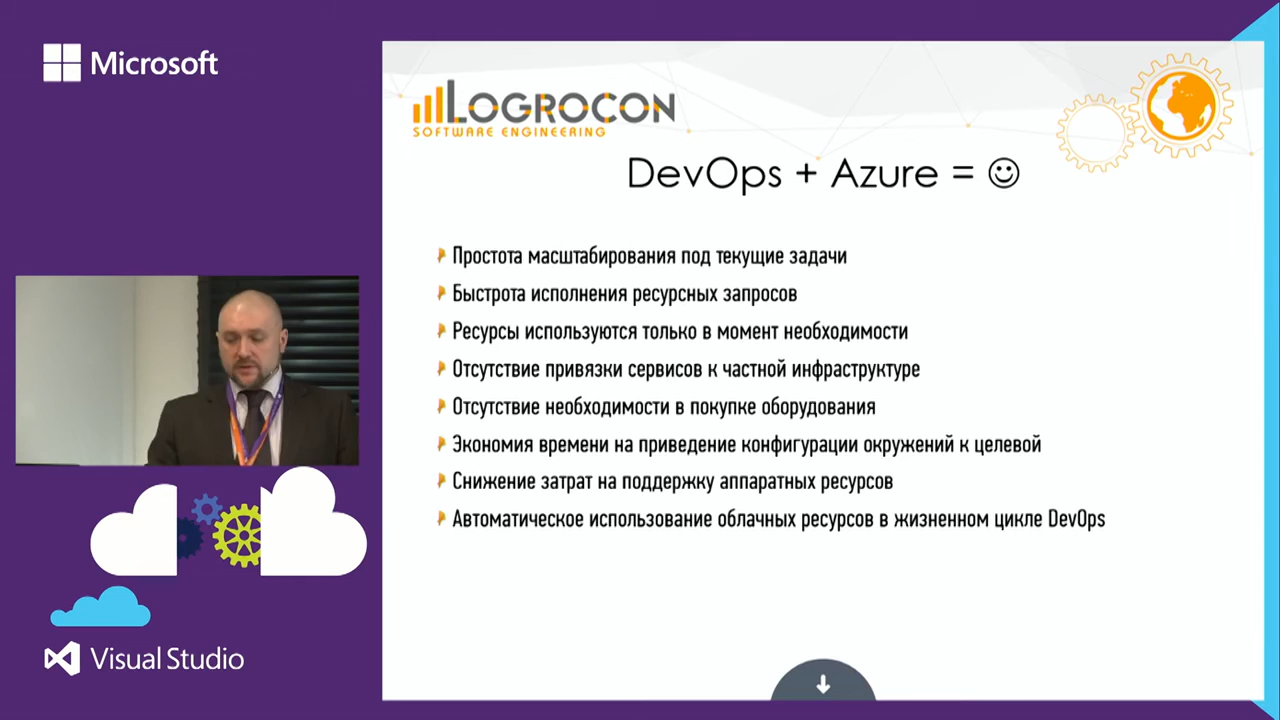 Microsoft
LOGROCON
SOFTWARE ENGINEERING
DevOps + Azure = ☺
Простота масштабирования под текущие задачи
Быстрота исполнения ресурсных запросов
Ресурсы используются только в момент необходимости
Отсутствие привязки сервисов к частной инфраструктуре
Отсутствие необходимости в покупке оборудования
Экономия времени на приведение конфигурации окружений к целевой
Снижение затрат на поддержку аппаратных ресурсов
Автоматическое использование облачных ресурсов в жизненном цикле DevOps
Visual Studio